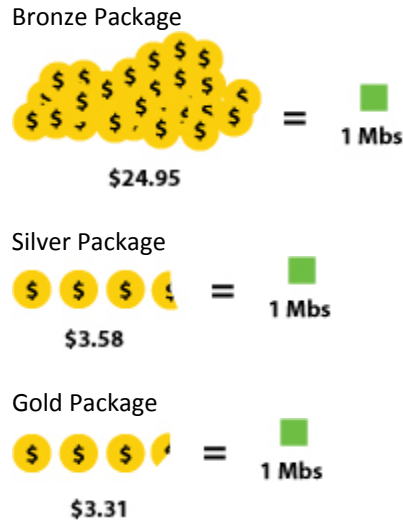 Bronze Package
=
1 Mbs
$24.95
Silver Package
$ $ $ $ =
1 Mbs
$3.58
Gold Package
$ $ $ =
1 Mbs
$3.31